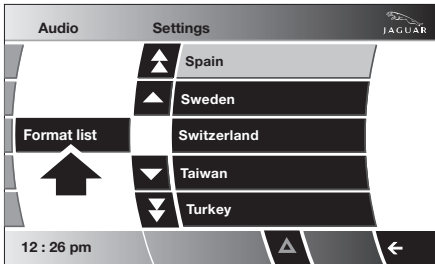 Audio Settings
JAGUAR
Spain
Sweden
Format list
Switzerland
Taiwan
Turkey
12 : 26 pm